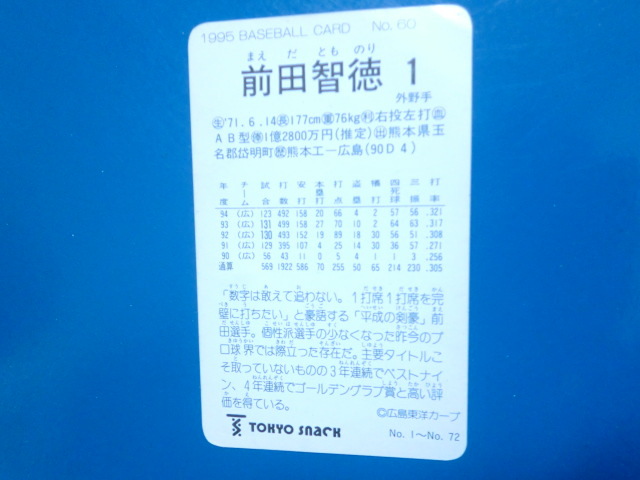 1995 BASEBALL CARD No. 60
まえ だ とも のり
前田智徳 1
外野手
生'71.6.14長177cm重76kg利右投左打血
AB型年1億2800万円(推定)出熊本県玉
名郡岱明町歴熊本工ー広島(90D4)
年度 チーム 試合 打数 安打 本塁打 打点 盗塁 犠打 四死球 三振 打率
94 (広) 123 492 158 20 66 4 2 57 56 .321
93 (広) 131 499 158 27 70 10 2 64 63 .317
92 (広) 130 493 152 19 89 18 30 56 51 .308
91 (広) 129 395 107 4 25 14 30 36 57 .271
90 (広) 56 43 11 0 5 4 1 1 3 .256
通算 569 1922 586 70 255 50 65 214 230 .305
「数字は敢えて追わない。1打席1打席を完
璧に打ちたい」と豪語する「平成の剣豪」前
田選手。個性派選手の少なくなった昨今のプ
ロ球界では際立った存在だ。主要タイトルこ
そ取っていないものの3年連続でベストナイ
ン、4年連続でゴールデングラブ賞と高い評
価を得ている。
©広島東洋カープ
TOKYO SNACK No. 1〜No. 72